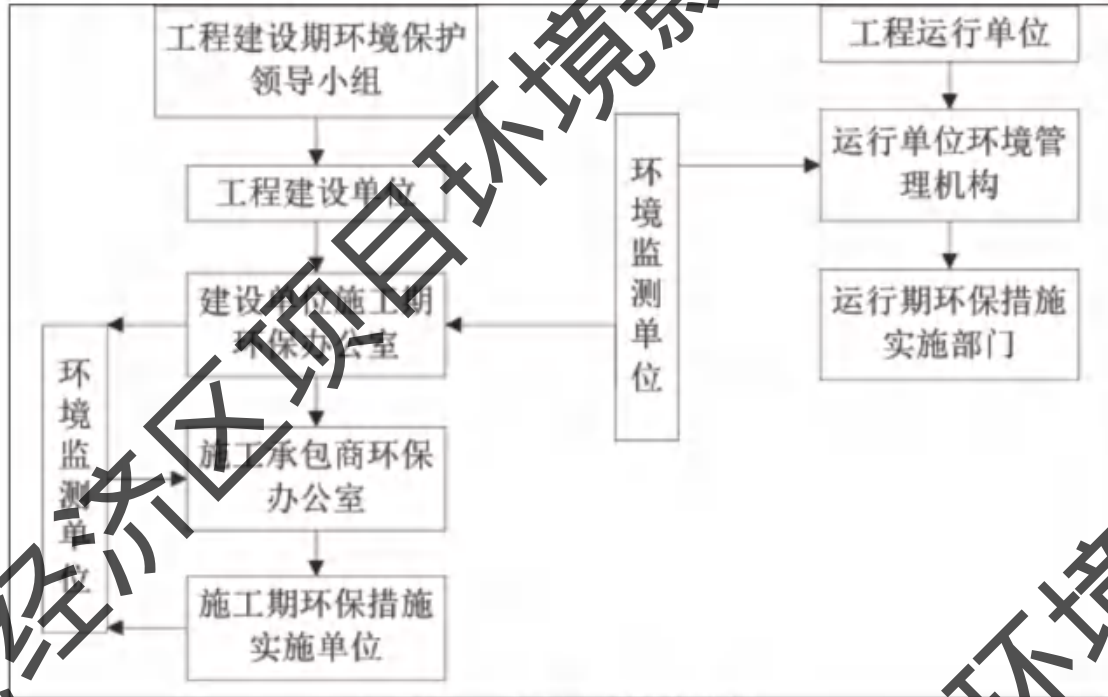 工程建设期环境保护
领导小组
工程建设单位
建设单位施工期
环保办公室
施工承包商环保
办公室
施工期环保措施
实施单位
环
境
监
测
单
位
环
境
监
测
单
位
工程运行单位
运行单位环境管
理机构
运行期环保措施
实施部门
经济区项目环境
环境